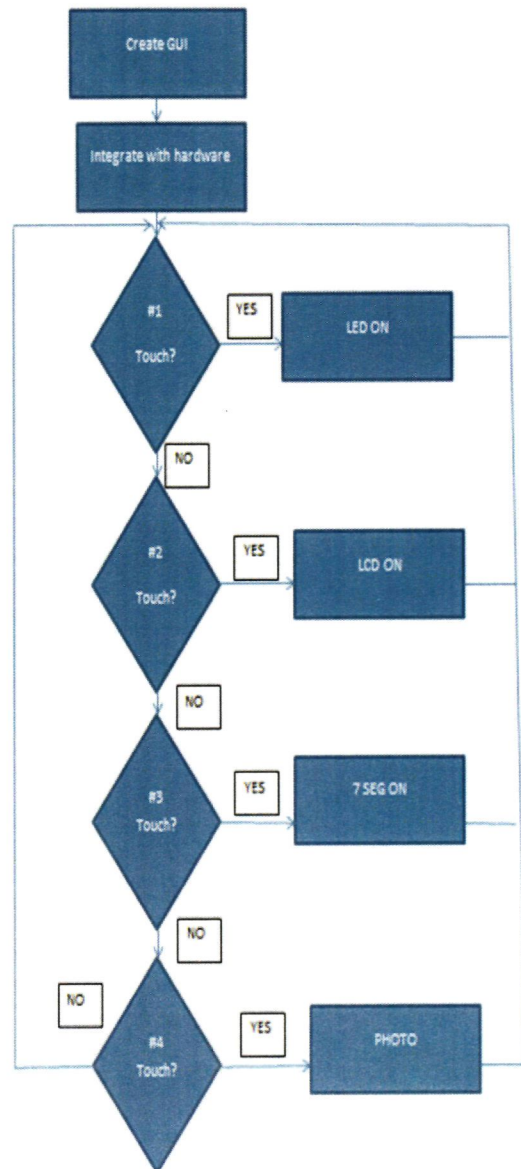 Create GUI
Integrate with hardware
#1
Touch?
YES
LED ON
NO
#2
Touch?
YES
LCD ON
NO
#3
Touch?
YES
7 SEG ON
NO
NO
#4
Touch?
YES
PHOTO